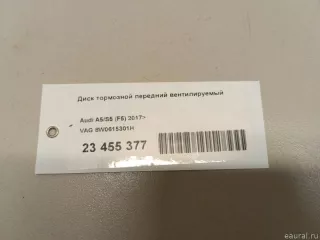 Диск тормозной передний вентилируемый
Audi A5/S5 (F5) 2017>
VAG 8W0615301H
23 455 377
eaural.ru